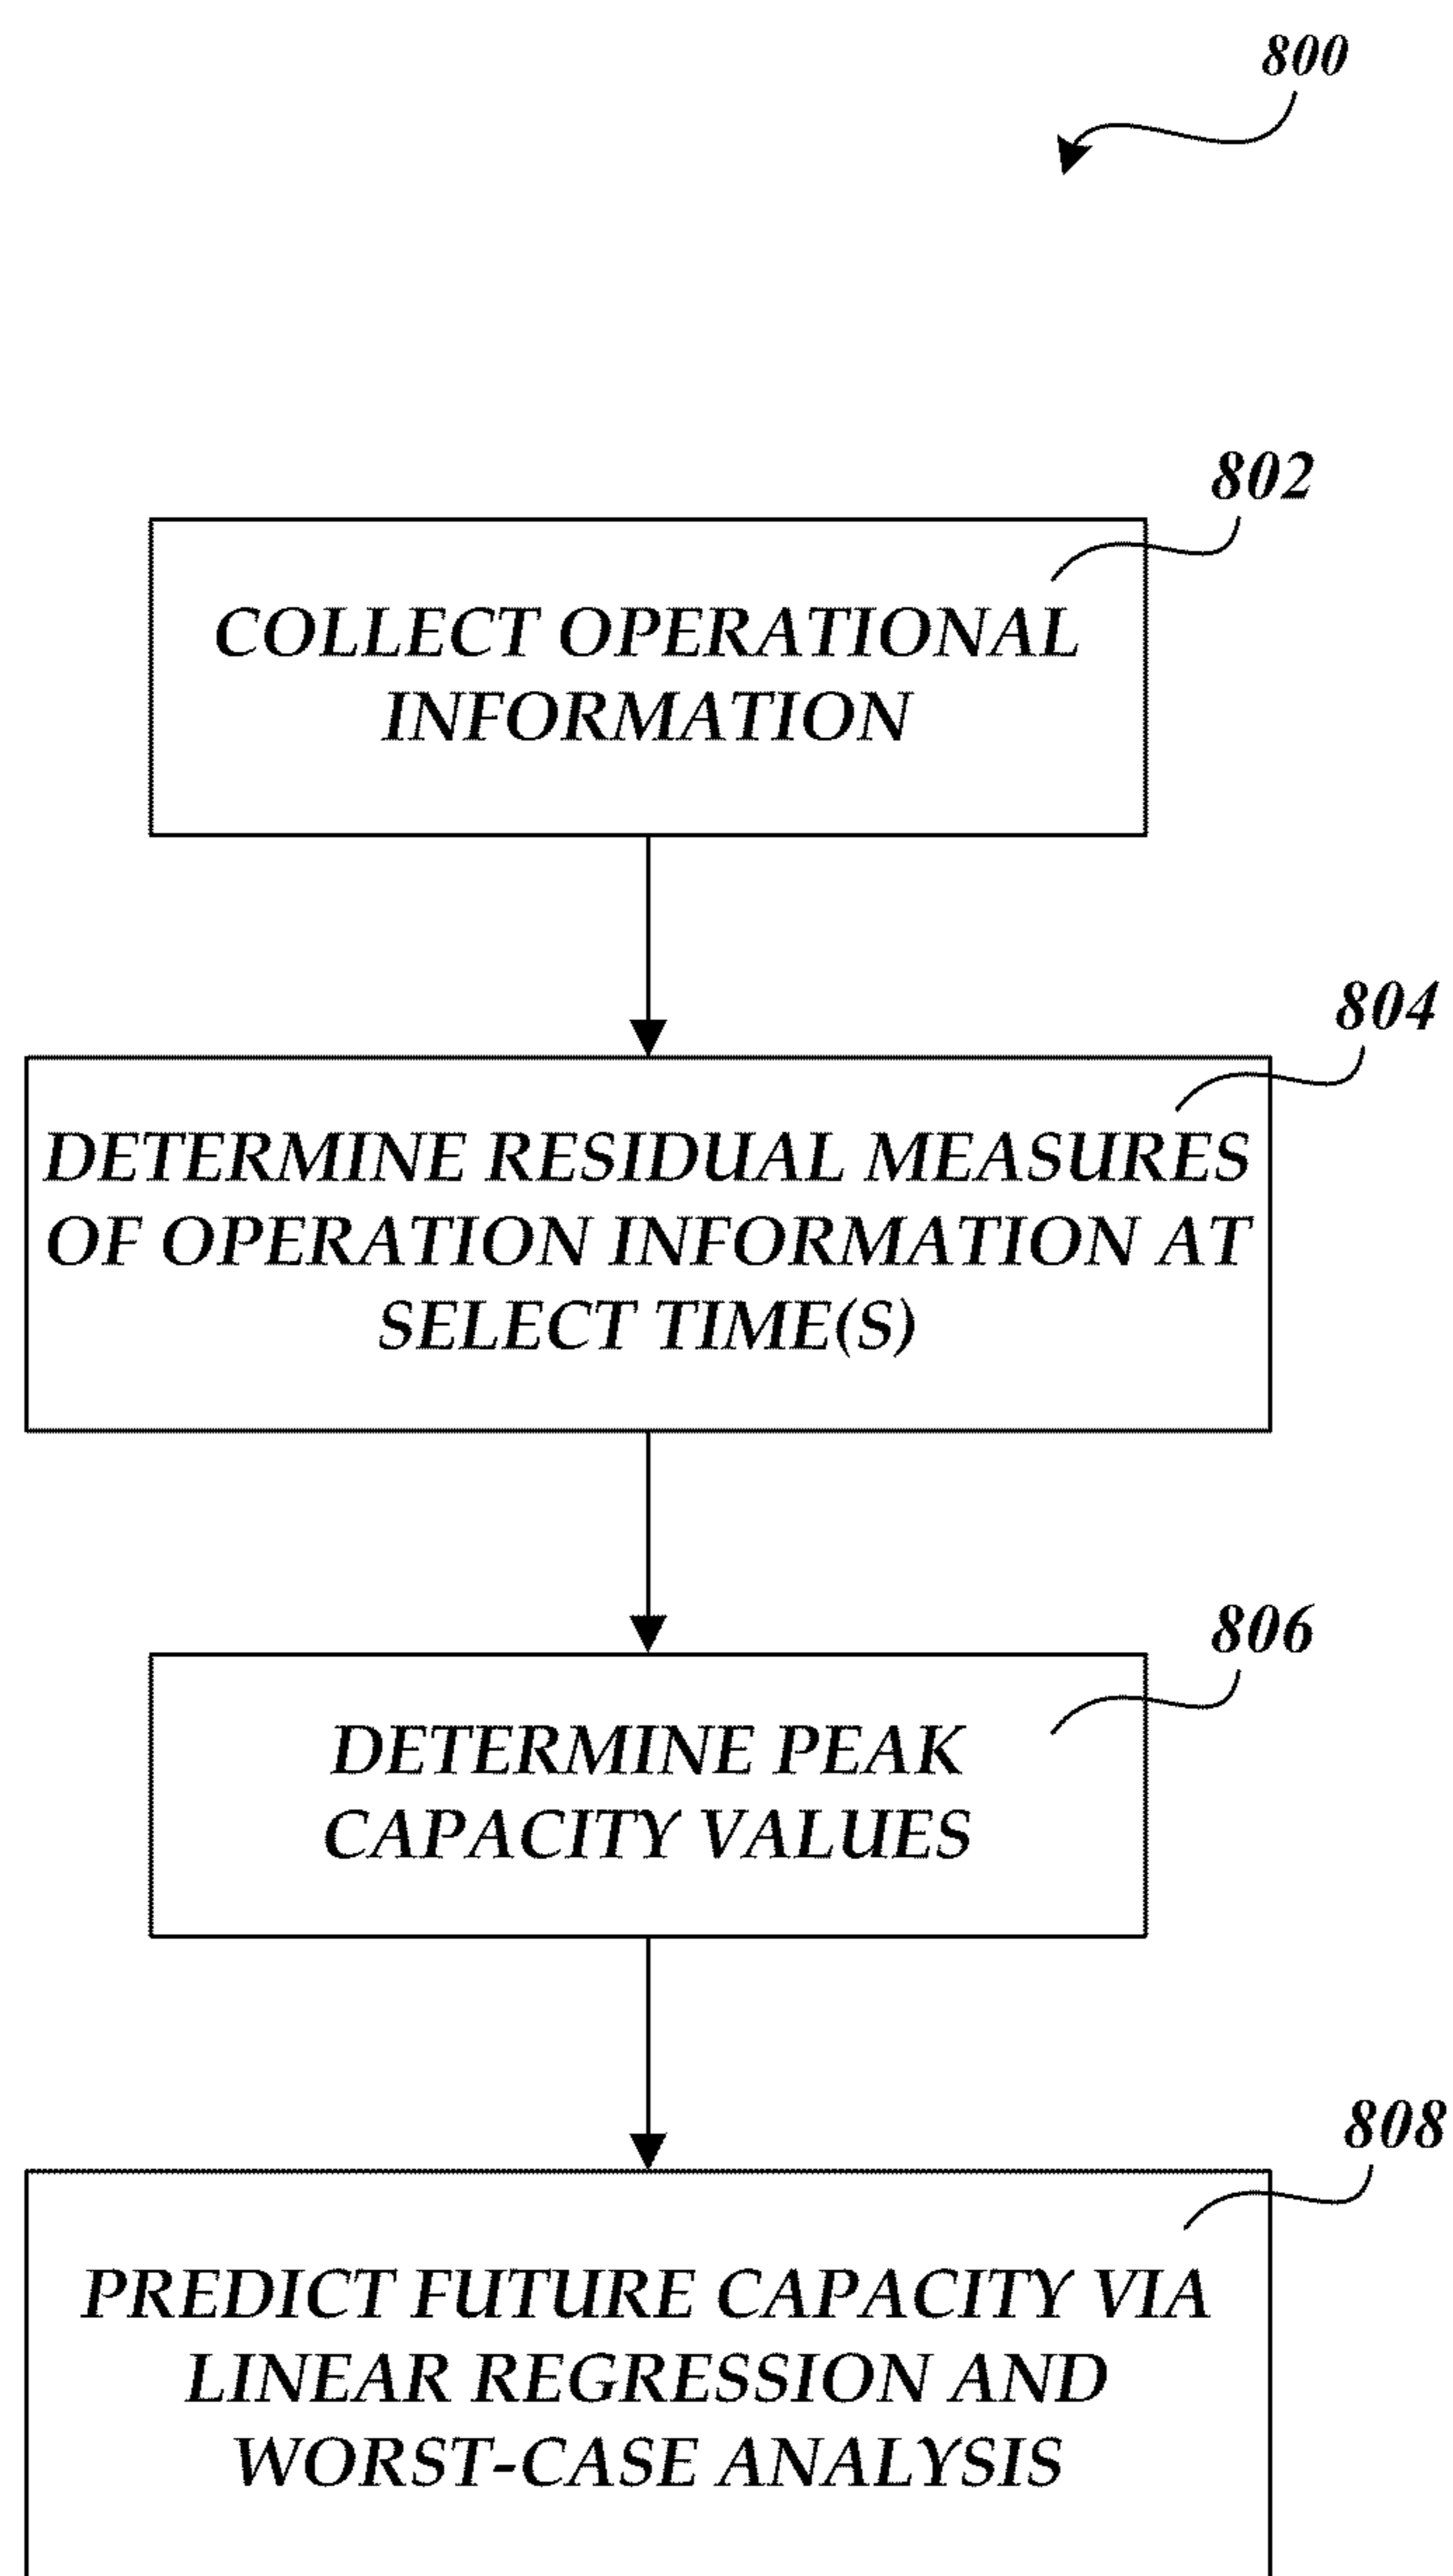 800
802
COLLECT OPERATIONAL
INFORMATION
804
DETERMINE RESIDUAL MEASURES
OF OPERATION INFORMATION AT
SELECT TIME(S)
806
DETERMINE PEAK
CAPACITY VALUES
808
PREDICT FUTURE CAPACITY VIA
LINEAR REGRESSION AND
WORST-CASE ANALYSIS